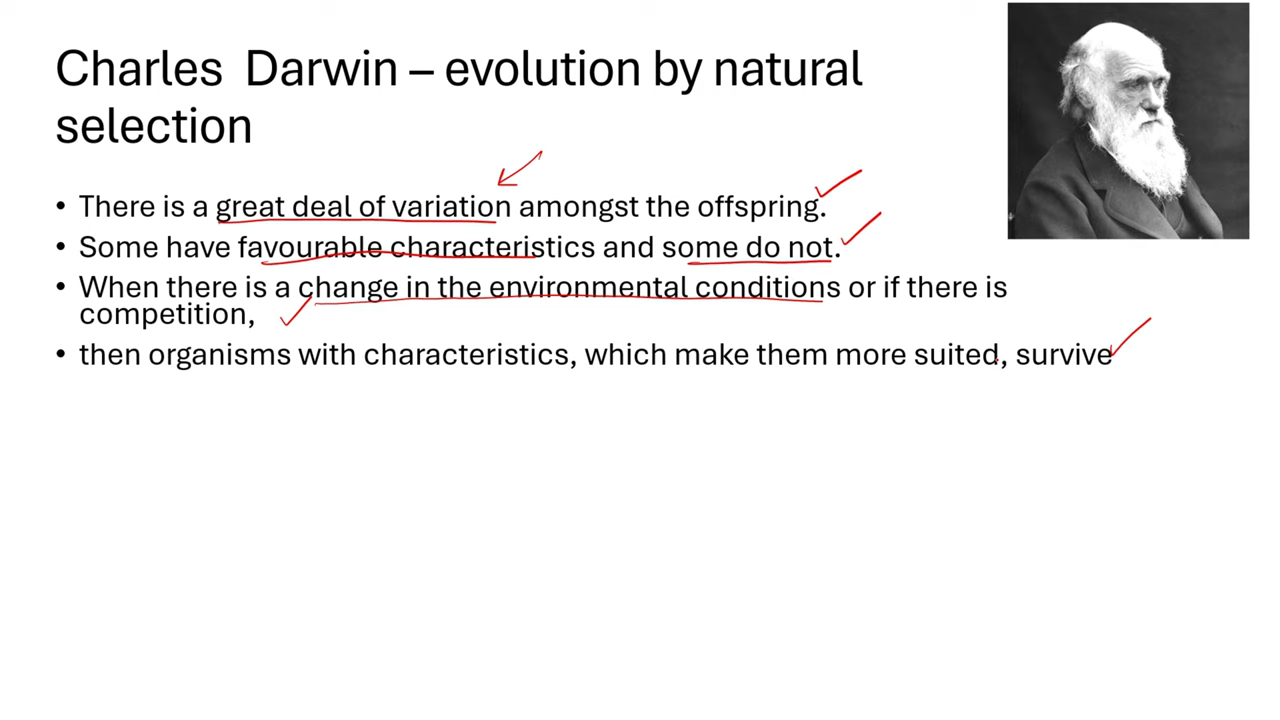 Charles Darwin – evolution by natural
selection
• There is a great deal of variation amongst the offspring.
• Some have favourable characteristics and some do not.
• When there is a change in the environmental conditions or if there is
competition,
• then organisms with characteristics, which make them more suited, survive